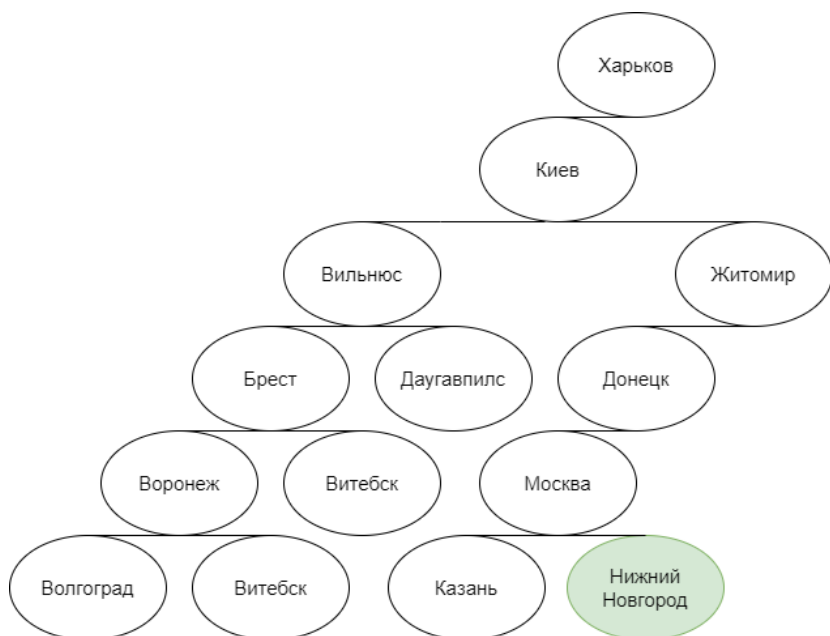 Харьков
Киев
Вильнюс
Житомир
Брест
Даугавпилс
Донецк
Воронеж
Витебск
Москва
Волгоград
Витебск
Казань
Нижний
Новгород